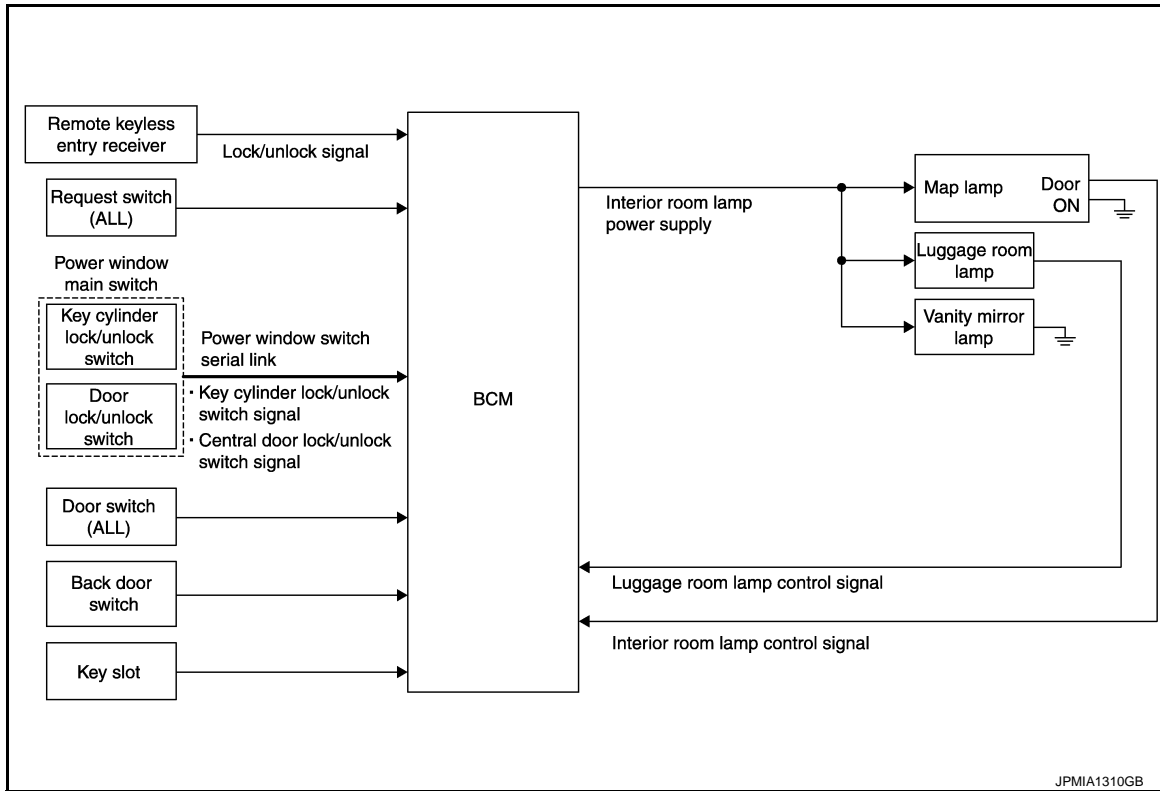 Remote keyless
entry receiver
Lock/unlock signal
Request switch
(ALL)
Power window
main switch
Key cylinder
lock/unlock
switch
Door
lock/unlock
switch
Power window switch
serial link
· Key cylinder lock/unlock
switch signal
· Central door lock/unlock
switch signal
Door switch
(ALL)
Back door
switch
Key slot
BCM
Interior room lamp
power supply
Map lamp
Door
ON
Luggage room
lamp
Vanity mirror
lamp
Luggage room lamp control signal
Interior room lamp control signal
JPMIA1310GB